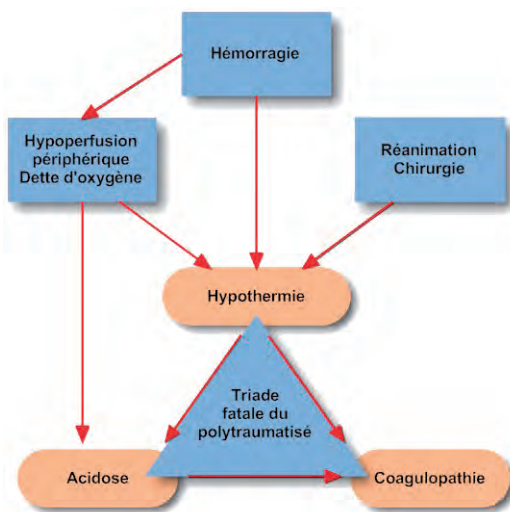 Hémorragie
Hypoperfusion
périphérique
Dette d'oxygène
Réanimation
Chirurgie
Hypothermie
Triade
fatale du
polytraumatisé
Acidose
Coagulopathie